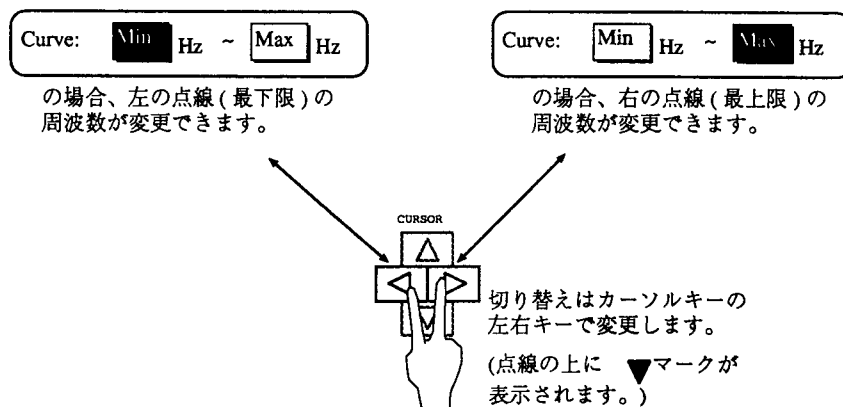 Curve: Min Hz ~ Max Hz
の場合、左の点線(最下限)の
周波数が変更できます。
Curve: Min Hz ~ Max Hz
の場合、右の点線(最上限)の
周波数が変更できます。
CURSOR
切り替えはカーソルキーの
左右キーで変更します。
(点線の上に ▼マークが
表示されます。)